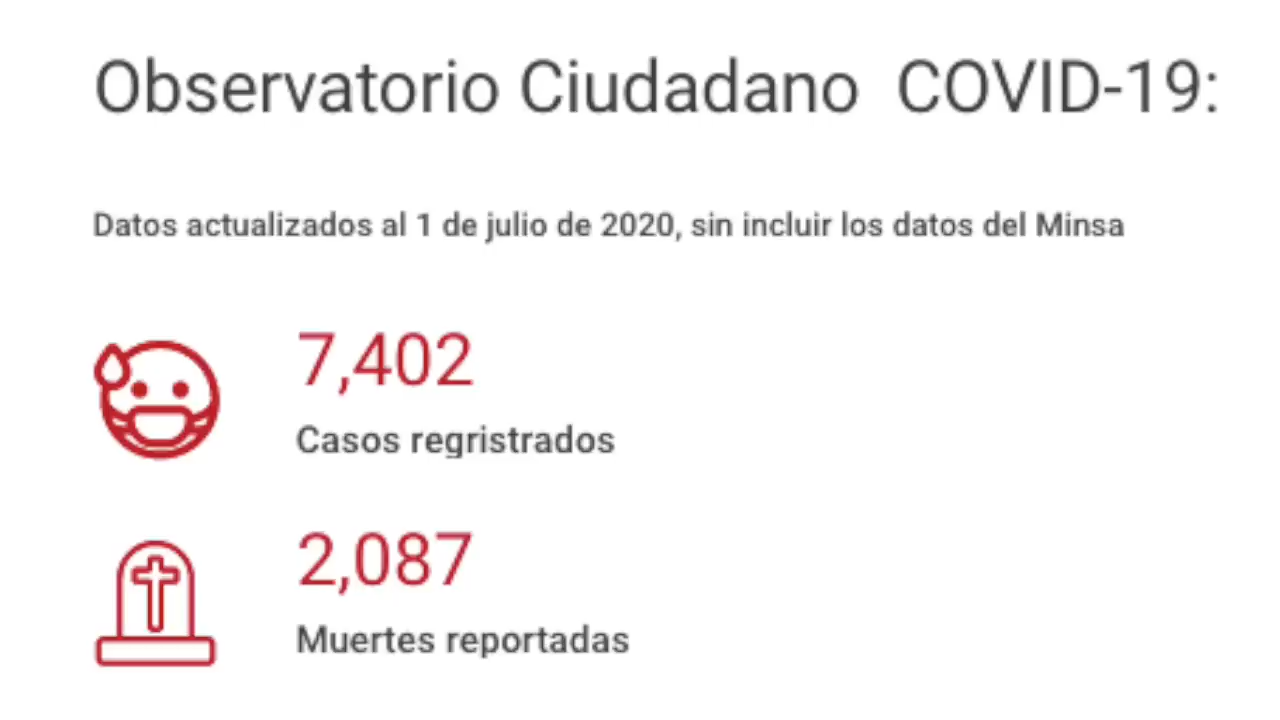 Observatorio Ciudadano COVID-19:
Datos actualizados al 1 de julio de 2020, sin incluir los datos del Minsa
7,402
Casos regristrados
2,087
Muertes reportadas